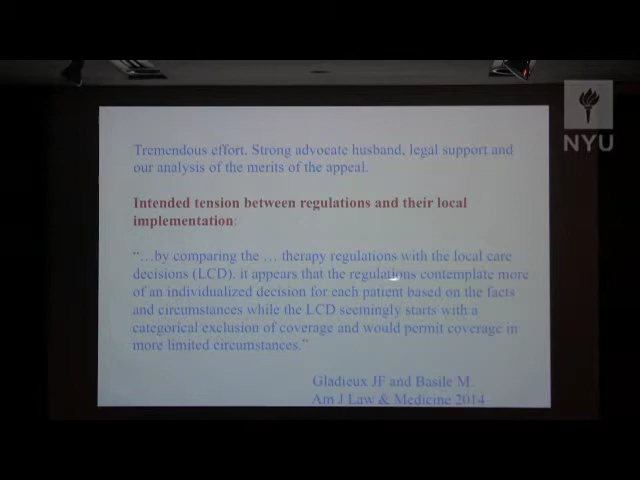 NYU
Tremendous effort. Strong advocate husband, legal support and
our analysis of the merits of the appeal.
Intended tension between regulations and their local
implementation:
“…by comparing the … therapy regulations with the local care
decisions (LCD), it appears that the regulations contemplate more
of an individualized decision for each patient based on the facts
and circumstances while the LCD seemingly starts with a
categorical exclusion of coverage and would permit coverage in
more limited circumstances.”
Gladieux JF and Basile M.
Am J Law & Medicine 2014